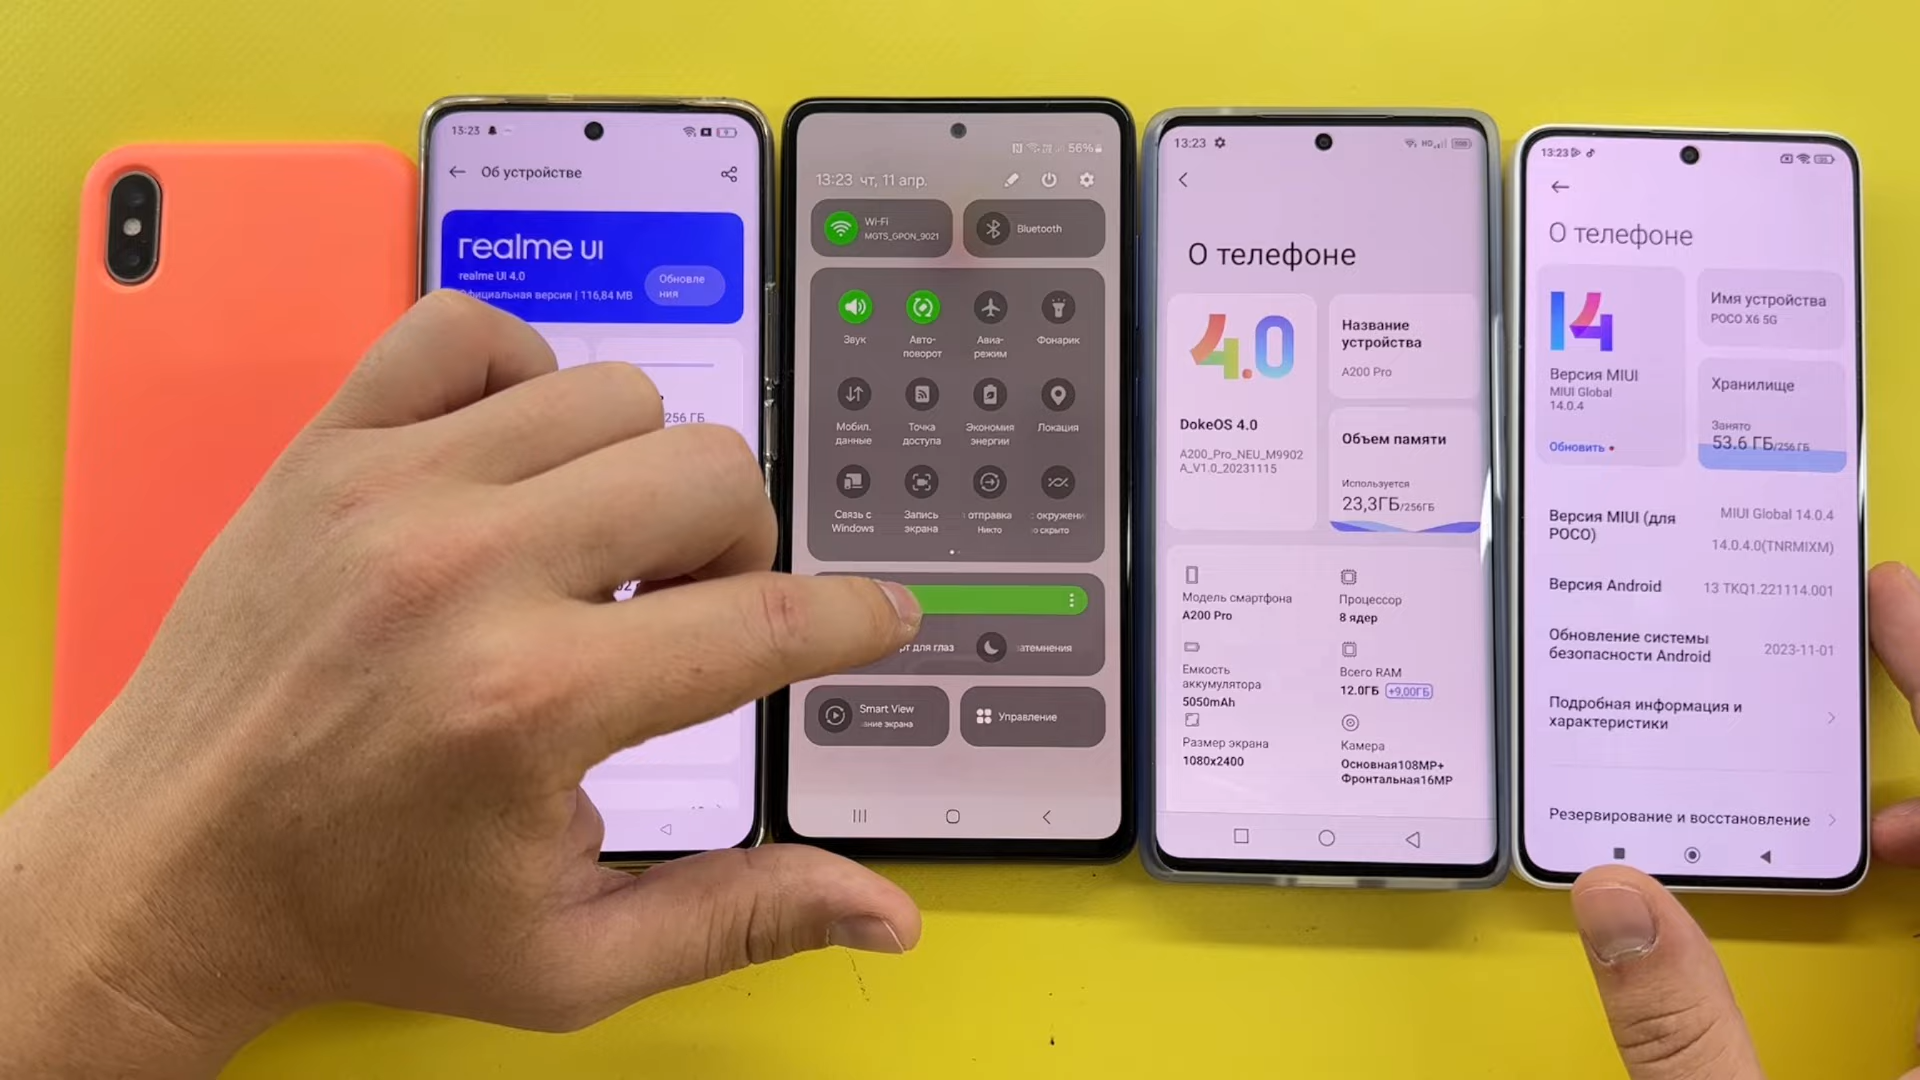 13:23
Об устройстве
realme UI
realme UI 4.0
Официальная версия | 116,84 MB
Обновле
ния
256 ГБ
56%
13:23 чт, 11 апр.
Wi-Fi
MGTS_GPON_9021
Bluetooth
Звук
Авто-
поворот
Авиа-
режим
Фонарик
Мобил.
данные
Точка
доступа
Экономия
энергии
Локация
Связь с
Windows
Запись
экрана
отправка
Никто
окружени
о скрыто
рт для глаз
затемнения
Smart View
ание экрана
Управление
13:23
HD
О телефоне
4.0
DokeOS 4.0
A200_Pro_NEU_M9902
A_V1.0_20231115
Название
устройства
A200 Pro
Объем памяти
Используется
23,3ГБ/256ГБ
Модель смартфона
A200 Pro
Процессор
8 ядер
Емкость
аккумулятора
5050mAh
Всего RAM
12.0ГБ +9,00ГБ
Размер экрана
1080x2400
Камера
Основная108MP+
Фронтальная16MP
13:23
О телефоне
14
Версия MIUI
MIUI Global
14.0.4
Обновить
Имя устройства
POCO X6 5G
Хранилище
Занято
53.6 ГБ/256 ГБ
Версия MIUI (для
POCO)
MIUI Global 14.0.4
14.0.4.0(TNRMIXM)
Версия Android
13 TKQ1.221114.001
Обновление системы
безопасности Android
2023-11-01
Подробная информация и
характеристики
Резервирование и восстановление